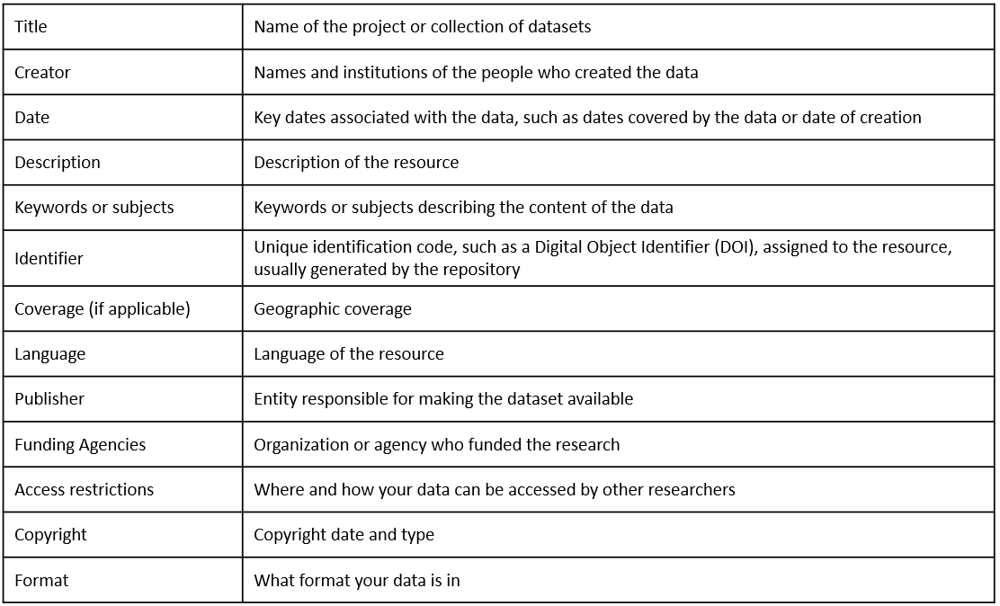 Title Name of the project or collection of datasets
Creator Names and institutions of the people who created the data
Date Key dates associated with the data, such as dates covered by the data or date of creation
Description Description of the resource
Keywords or subjects Keywords or subjects describing the content of the data
Identifier Unique identification code, such as a Digital Object Identifier (DOI), assigned to the resource,
usually generated by the repository
Coverage (if applicable) Geographic coverage
Language Language of the resource
Publisher Entity responsible for making the dataset available
Funding Agencies Organization or agency who funded the research
Access restrictions Where and how your data can be accessed by other researchers
Copyright Copyright date and type
Format What format your data is in